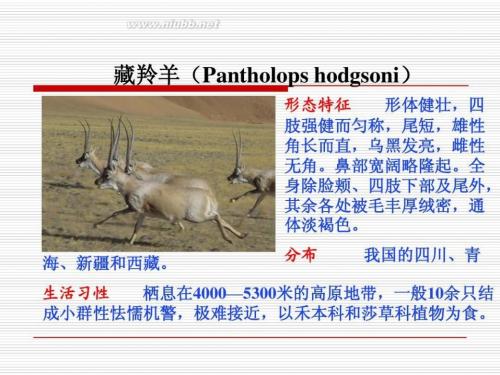 www.niubb.net
藏羚羊（Pantholops hodgsoni）
形态特征 形体健壮，四
肢强健而匀称，尾短，雄性
角长而直，乌黑发亮，雌性
无角。鼻部宽阔略隆起。全
身除脸颊、四肢下部及尾外，
其余各处被毛丰厚绒密，通
体淡褐色。
分布 我国的四川、青
海、新疆和西藏。
生活习性 栖息在4000—5300米的高原地带，一般10余只结
成小群性怯懦机警，极难接近，以禾本科和莎草科植物为食。